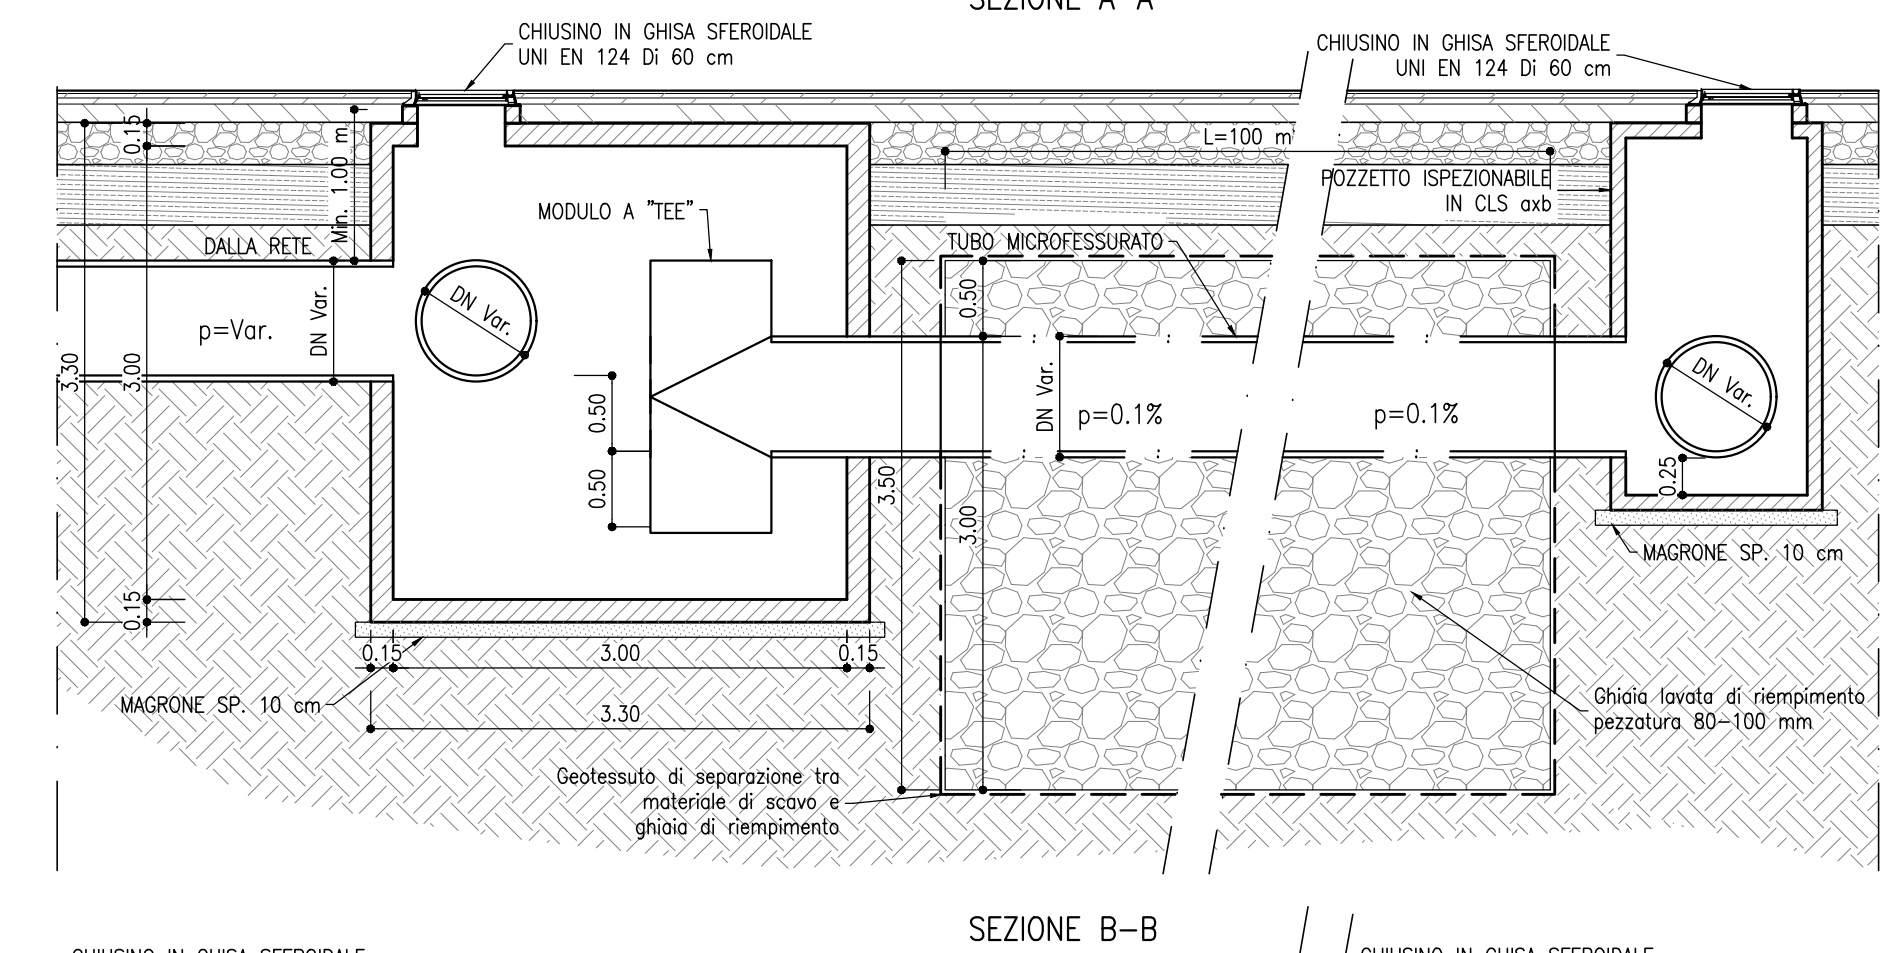 SEZIONE A-A
CHIUSINO IN GHISA SFEROIDALE
UNI EN 124 Di 60 cm
CHIUSINO IN GHISA SFEROIDALE
UNI EN 124 Di 60 cm
0.15
Min. 1.00 m
L=100 m
POZZETTO ISPEZIONABILE
IN CLS axb
MODULO A "TEE"
DALLA RETE
TUBO MICROFESSURATO
p=Var.
DN Var.
DN Var.
3.30
3.00
0.50
0.50
0.50
DN Var.
p=0.1%
p=0.1%
DN Var.
3.50
3.00
0.25
MAGRONE SP. 10 cm
0.15
0.15
3.00
0.15
MAGRONE SP. 10 cm
3.30
Ghiaia lavata di riempimento
pezzatura 80-100 mm
Geotessuto di separazione tra
materiale di scavo e
ghiaia di riempimento
SEZIONE B-B
CHIUSINO IN GHISA SFEROIDALE
CHIUSINO IN GHISA SFEROIDALE